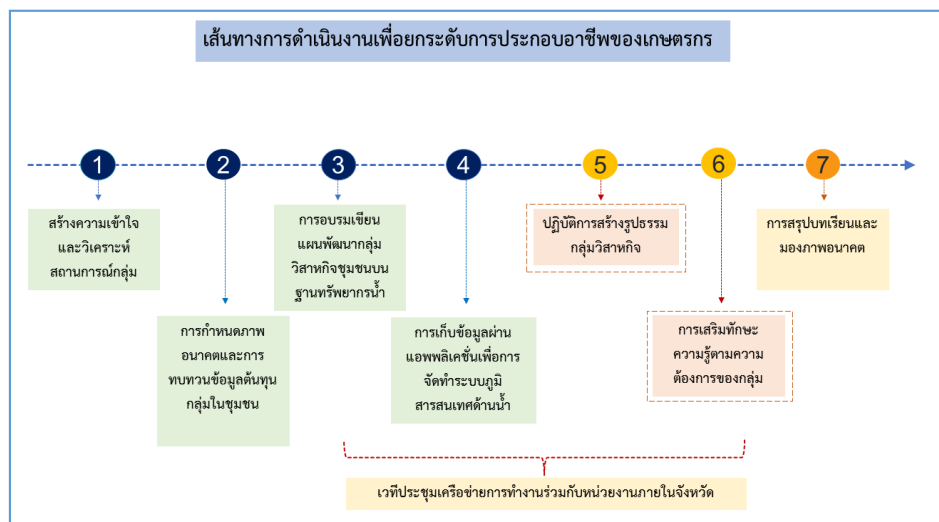 เส้นทางการดำเนินงานเพื่อยกระดับการประกอบอาชีพของเกษตรกร
1
2
3
4
5
6
7
สร้างความเข้าใจ
และวิเคราะห์
สถานการณ์กลุ่ม
การกำหนดภาพ
อนาคตและการ
ทบทวนข้อมูลต้นทุน
กลุ่มในชุมชน
การอบรมเขียน
แผนพัฒนากลุ่ม
วิสาหกิจชุมชนบน
ฐานทรัพยากรน้ำ
การเก็บข้อมูลผ่าน
แอพพลิเคชั่นเพื่อการ
จัดทำระบบภูมิ
สารสนเทศด้านน้ำ
ปฏิบัติการสร้างรูปธรรม
กลุ่มวิสาหกิจ
การเสริมทักษะ
ความรู้ตามความ
ต้องการของกลุ่ม
การสรุปบทเรียนและ
มองภาพอนาคต
เวทีประชุมเครือข่ายการทำงานร่วมกับหน่วยงานภายในจังหวัด